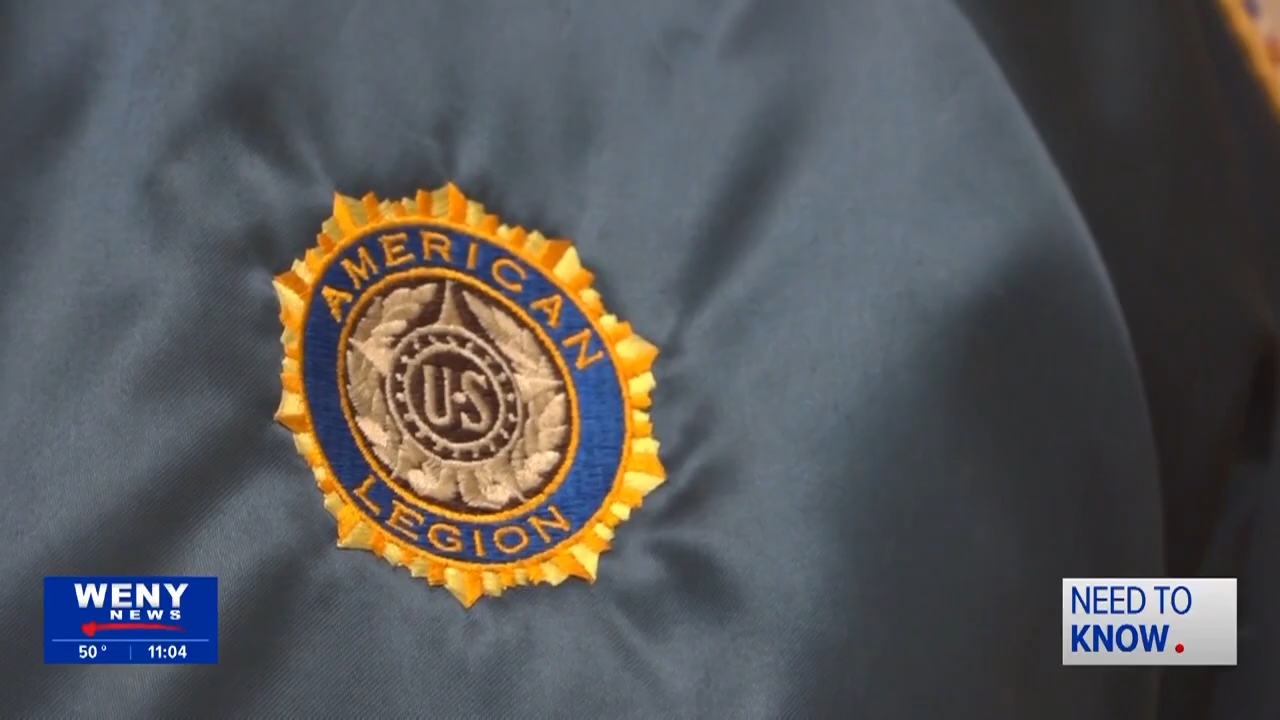 AMERICAN
U.S
LEGION
WENY
NEWS
50° | 11:04
NEED TO
KNOW.